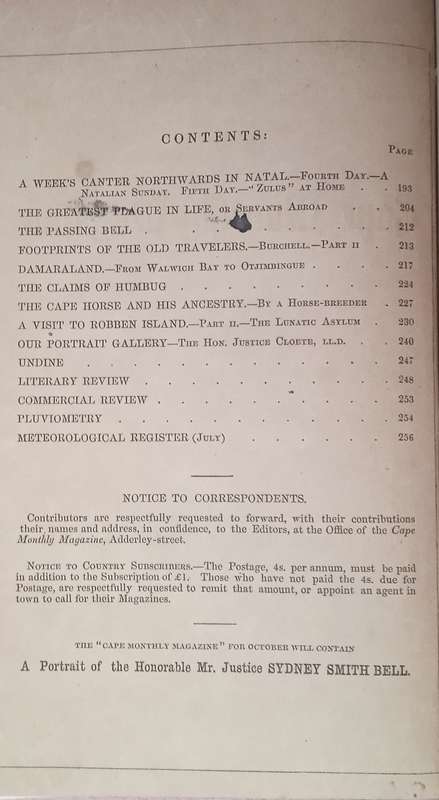 CONTENTS:
PAGE
A WEEK'S CANTER NORTHWARDS IN NATAL.—FOURTH DAY.—A
NATALIAN SUNDAY. FIFTH DAY.—"ZULUS" AT HOME . . 193
THE GREATEST PLAGUE IN LIFE, OR SERVANTS ABROAD . . 204
THE PASSING BELL . . . . . . . . . 212
FOOTPRINTS OF THE OLD TRAVELERS.—BURCHELL.—PART II . 213
DAMARALAND.—FROM WALWICH BAY TO OTJIMBINGUE . . . . 217
THE CLAIMS OF HUMBUG . . . . . . . . 224
THE CAPE HORSE AND HIS ANCESTRY.—BY A HORSE-BREEDER . 227
A VISIT TO ROBBEN ISLAND.—PART II.—THE LUNATIC ASYLUM . 230
OUR PORTRAIT GALLERY—THE HON. JUSTICE CLOETE, LL.D. . . 240
UNDINE . . . . . . . . . . 247
LITERARY REVIEW . . . . . . . . . 248
COMMERCIAL REVIEW . . . . . . . . . 253
PLUVIOMETRY . . . . . . . . . . 254
METEOROLOGICAL REGISTER (JULY) . . . . . 256
NOTICE TO CORRESPONDENTS.
Contributors are respectfully requested to forward, with their contributions
their names and address, in confidence, to the Editors, at the Office of the Cape
Monthly Magazine, Adderley-street.
NOTICE TO COUNTRY SUBSCRIBERS.—The Postage, 4s. per annum, must be paid
in addition to the Subscription of £1. Those who have not paid the 4s. due for
Postage, are respectfully requested to remit that amount, or appoint an agent in
town to call for their Magazines.
THE "CAPE MONTHLY MAGAZINE" FOR OCTOBER WILL CONTAIN
A Portrait of the Honorable Mr. Justice SYDNEY SMITH BELL.